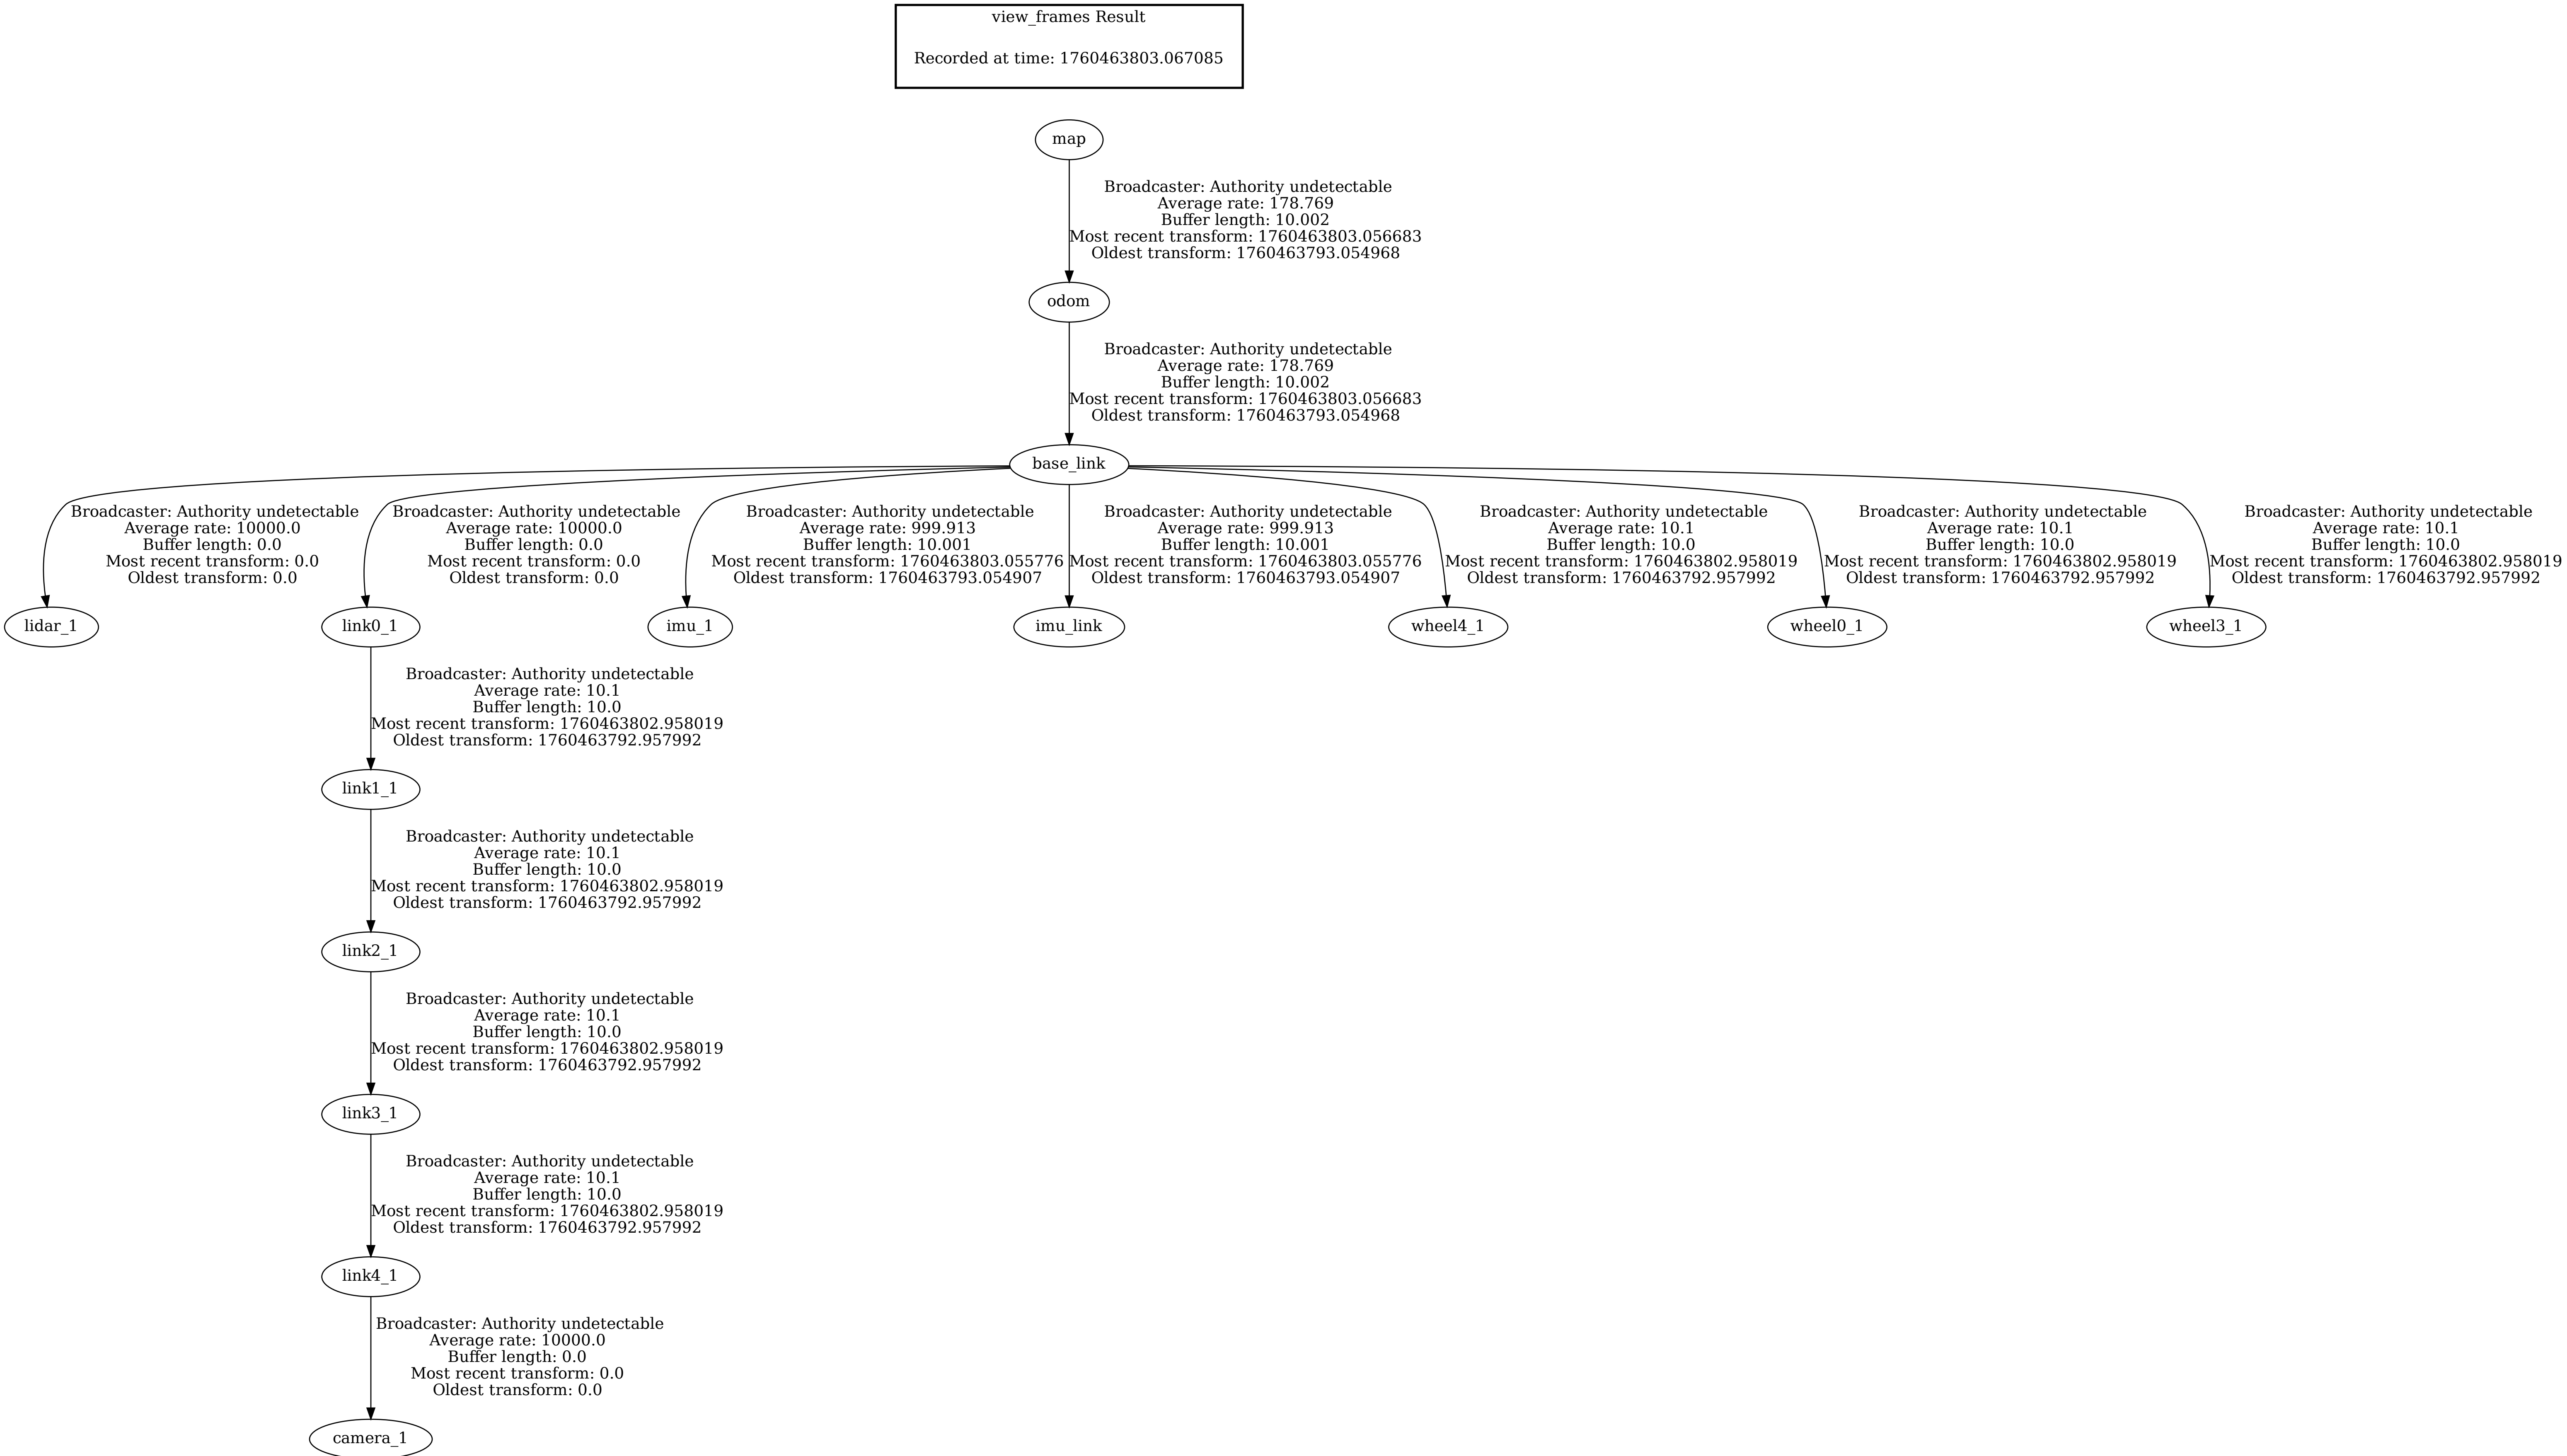 view_frames Result
Recorded at time: 1760463803.067085
map
Broadcaster: Authority undetectable
Average rate: 178.769
Buffer length: 10.002
Most recent transform: 1760463803.056683
Oldest transform: 1760463793.054968
odom
Broadcaster: Authority undetectable
Average rate: 178.769
Buffer length: 10.002
Most recent transform: 1760463803.056683
Oldest transform: 1760463793.054968
base_link
Broadcaster: Authority undetectable
Average rate: 10000.0
Buffer length: 0.0
Most recent transform: 0.0
Oldest transform: 0.0
Broadcaster: Authority undetectable
Average rate: 10000.0
Buffer length: 0.0
Most recent transform: 0.0
Oldest transform: 0.0
Broadcaster: Authority undetectable
Average rate: 999.913
Buffer length: 10.001
Most recent transform: 1760463803.055776
Oldest transform: 1760463793.054907
Broadcaster: Authority undetectable
Average rate: 999.913
Buffer length: 10.001
Most recent transform: 1760463803.055776
Oldest transform: 1760463793.054907
Broadcaster: Authority undetectable
Average rate: 10.1
Buffer length: 10.0
Most recent transform: 1760463802.958019
Oldest transform: 1760463792.957992
Broadcaster: Authority undetectable
Average rate: 10.1
Buffer length: 10.0
Most recent transform: 1760463802.958019
Oldest transform: 1760463792.957992
Broadcaster: Authority undetectable
Average rate: 10.1
Buffer length: 10.0
Most recent transform: 1760463802.958019
Oldest transform: 1760463792.957992
lidar_1
link0_1
imu_1
imu_link
wheel4_1
wheel0_1
wheel3_1
Broadcaster: Authority undetectable
Average rate: 10.1
Buffer length: 10.0
Most recent transform: 1760463802.958019
Oldest transform: 1760463792.957992
link1_1
Broadcaster: Authority undetectable
Average rate: 10.1
Buffer length: 10.0
Most recent transform: 1760463802.958019
Oldest transform: 1760463792.957992
link2_1
Broadcaster: Authority undetectable
Average rate: 10.1
Buffer length: 10.0
Most recent transform: 1760463802.958019
Oldest transform: 1760463792.957992
link3_1
Broadcaster: Authority undetectable
Average rate: 10.1
Buffer length: 10.0
Most recent transform: 1760463802.958019
Oldest transform: 1760463792.957992
link4_1
Broadcaster: Authority undetectable
Average rate: 10000.0
Buffer length: 0.0
Most recent transform: 0.0
Oldest transform: 0.0
camera_1